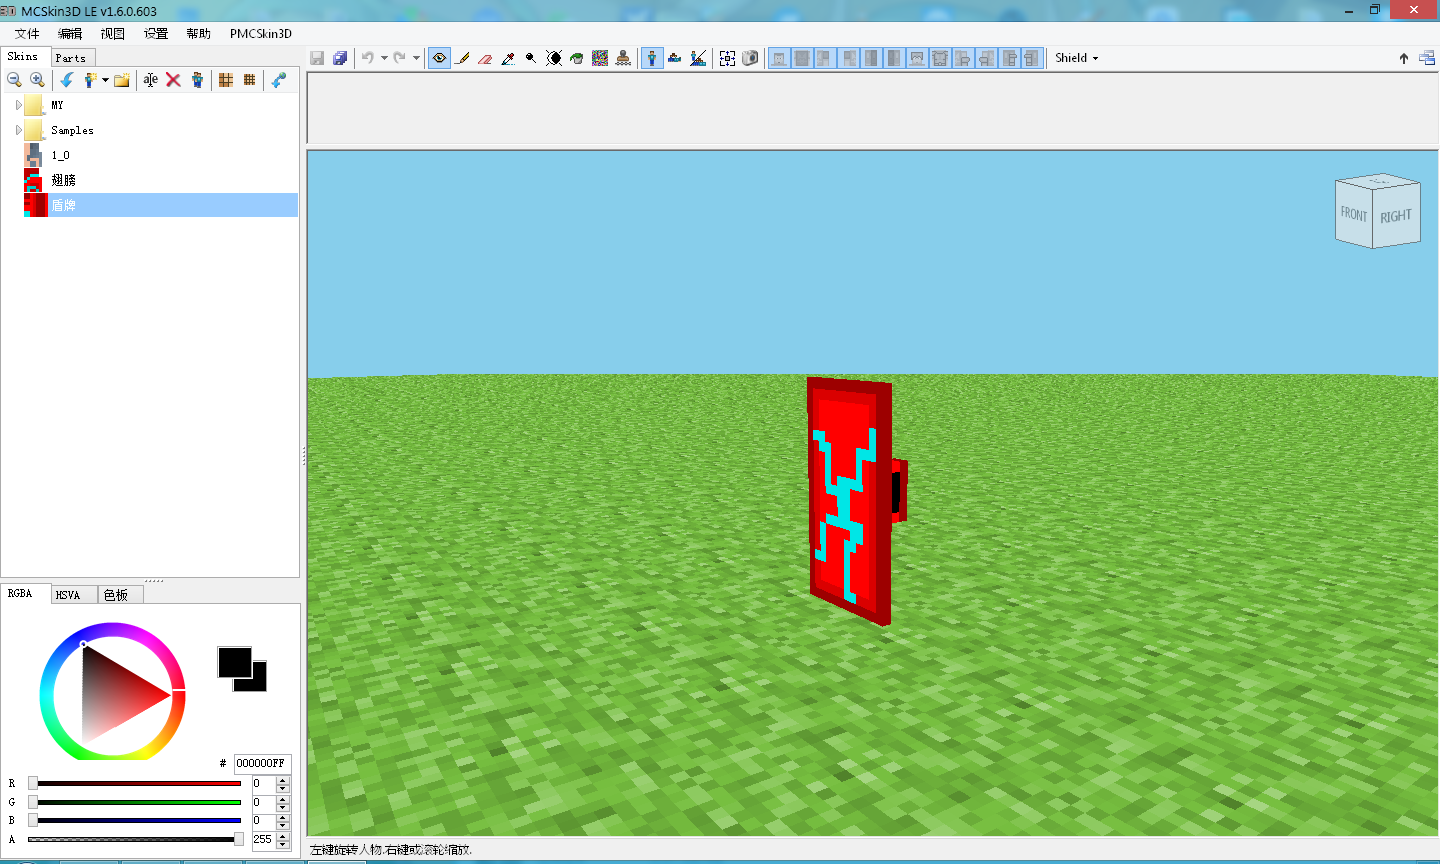 MCSkin3D LE v1.6.0.603
文件 编辑 视图 设置 帮助 PMCSkin3D
Skins Parts
Shield
MY
Samples
1_0
翅膀
盾牌
FRONT RIGHT
RGBA HSVA 色板
# 000000FF
R 0
G 0
B 0
A 255
左键旋转人物.右键或滚轮缩放.